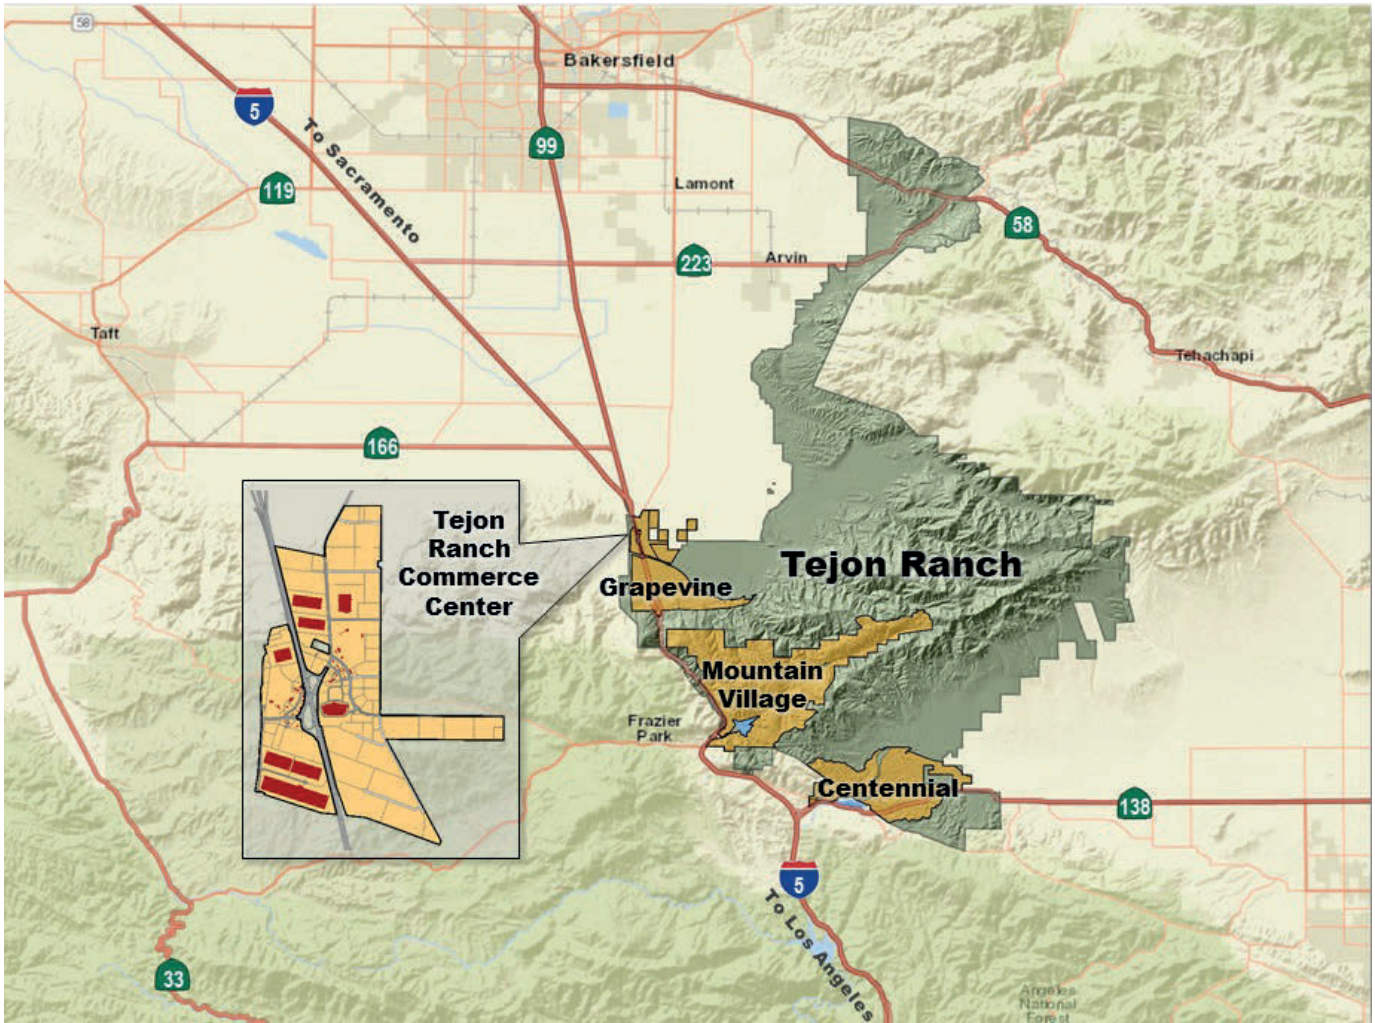 58
Bakersfield
5
To Sacramento
99
119
Lamont
58
223
Arvin
Taft
Tehachapi
166
Tejon
Ranch
Commerce
Center
Tejon Ranch
Grapevine
Mountain
Village
Frazier
Park
Centennial
138
5
To Los Angeles
33
Angeles
National
Forest